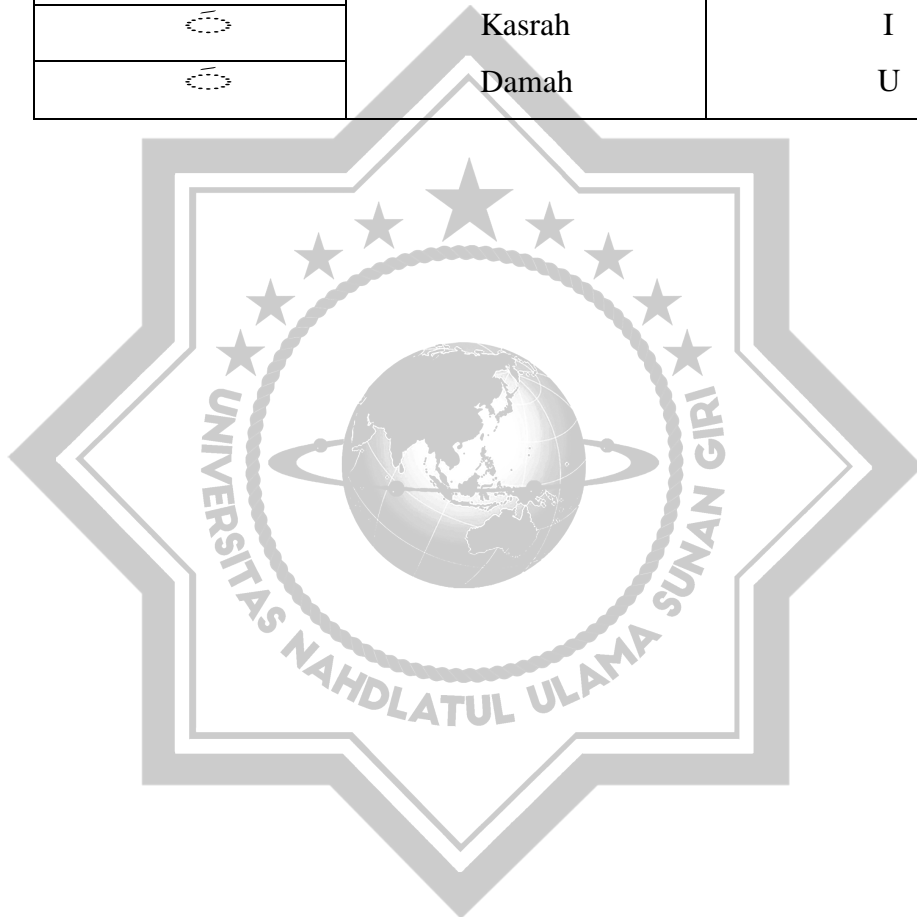 ◌َ Kasrah I
◌َ Damah U
UNIVERSITAS NAHDLATUL ULAMA SUNAN GIRI